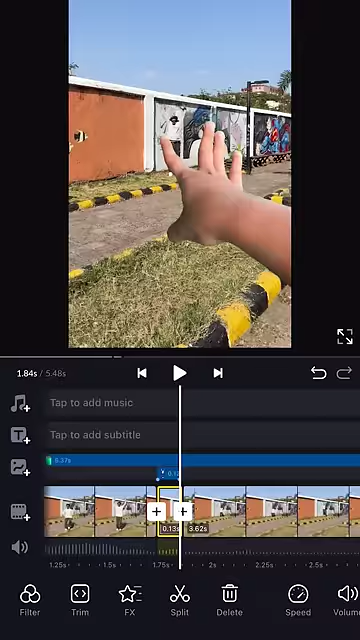 1.84s / 5.48s
Tap to add music
Tap to add subtitle
6.37s
0.13s
3.62s
1.25s
1.5s
1.75s
2s
2.25s
2.5s
Filter
Trim
FX
Split
Delete
Speed
Volum